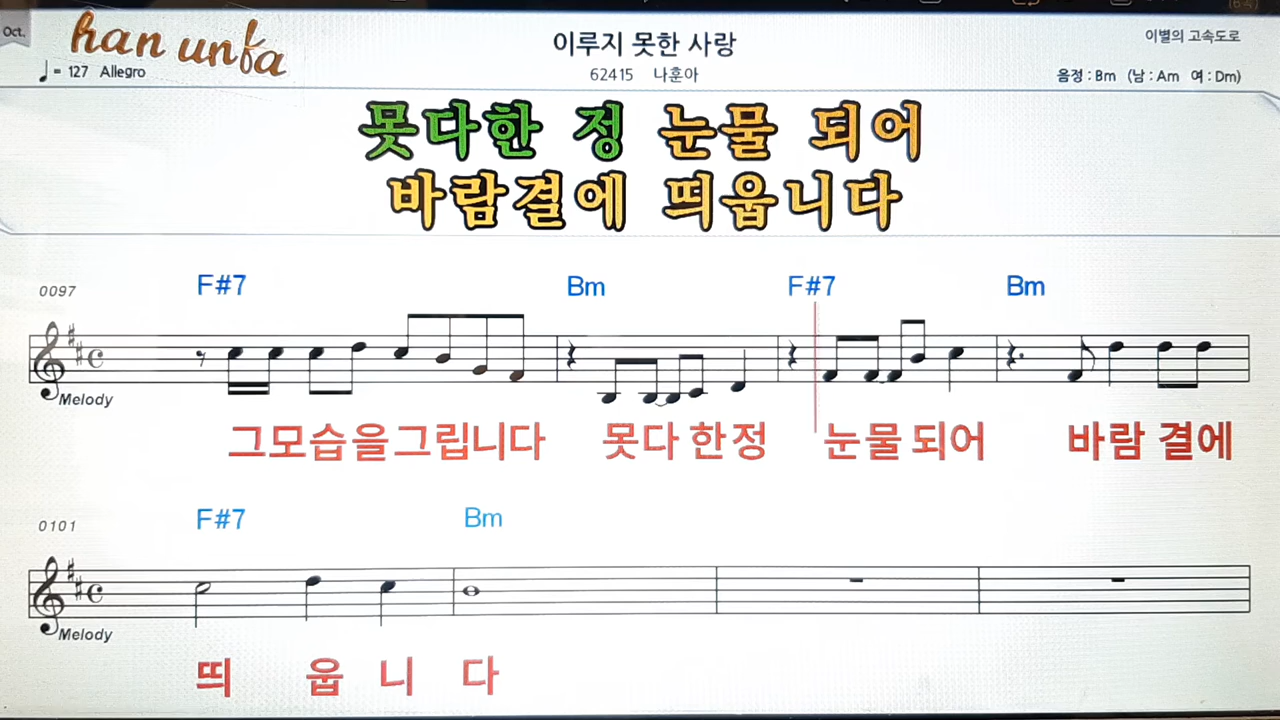 Oct.
han unfa
♩ = 127 Allegro
이루지 못한 사랑
62415 나훈아
이별의 고속도로
음정 : Bm (남 : Am 여 : Dm)
못다한 정 눈물 되어
바람결에 띄웁니다
0097
F#7 Bm F#7 Bm
Melody
그모습을그립니다 못다 한정 눈물 되어 바람 결에
0101
F#7 Bm
Melody
띄 웁 니 다